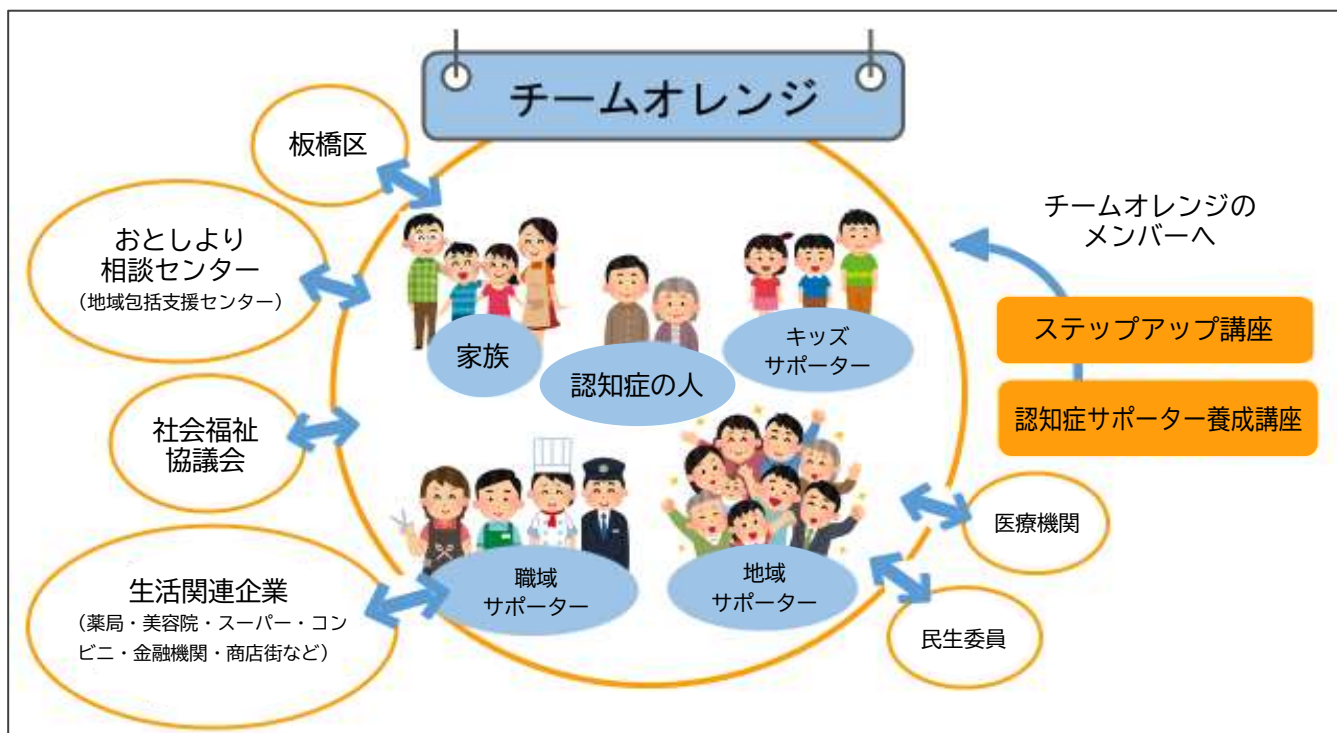 チームオレンジ
板橋区
おとしより
相談センター
（地域包括支援センター）
社会福祉
協議会
生活関連企業
（薬局・美容院・スーパー・コン
ビニ・金融機関・商店街など）
家族
認知症の人
キッズ
サポーター
職域
サポーター
地域
サポーター
チームオレンジの
メンバーへ
ステップアップ講座
認知症サポーター養成講座
医療機関
民生委員